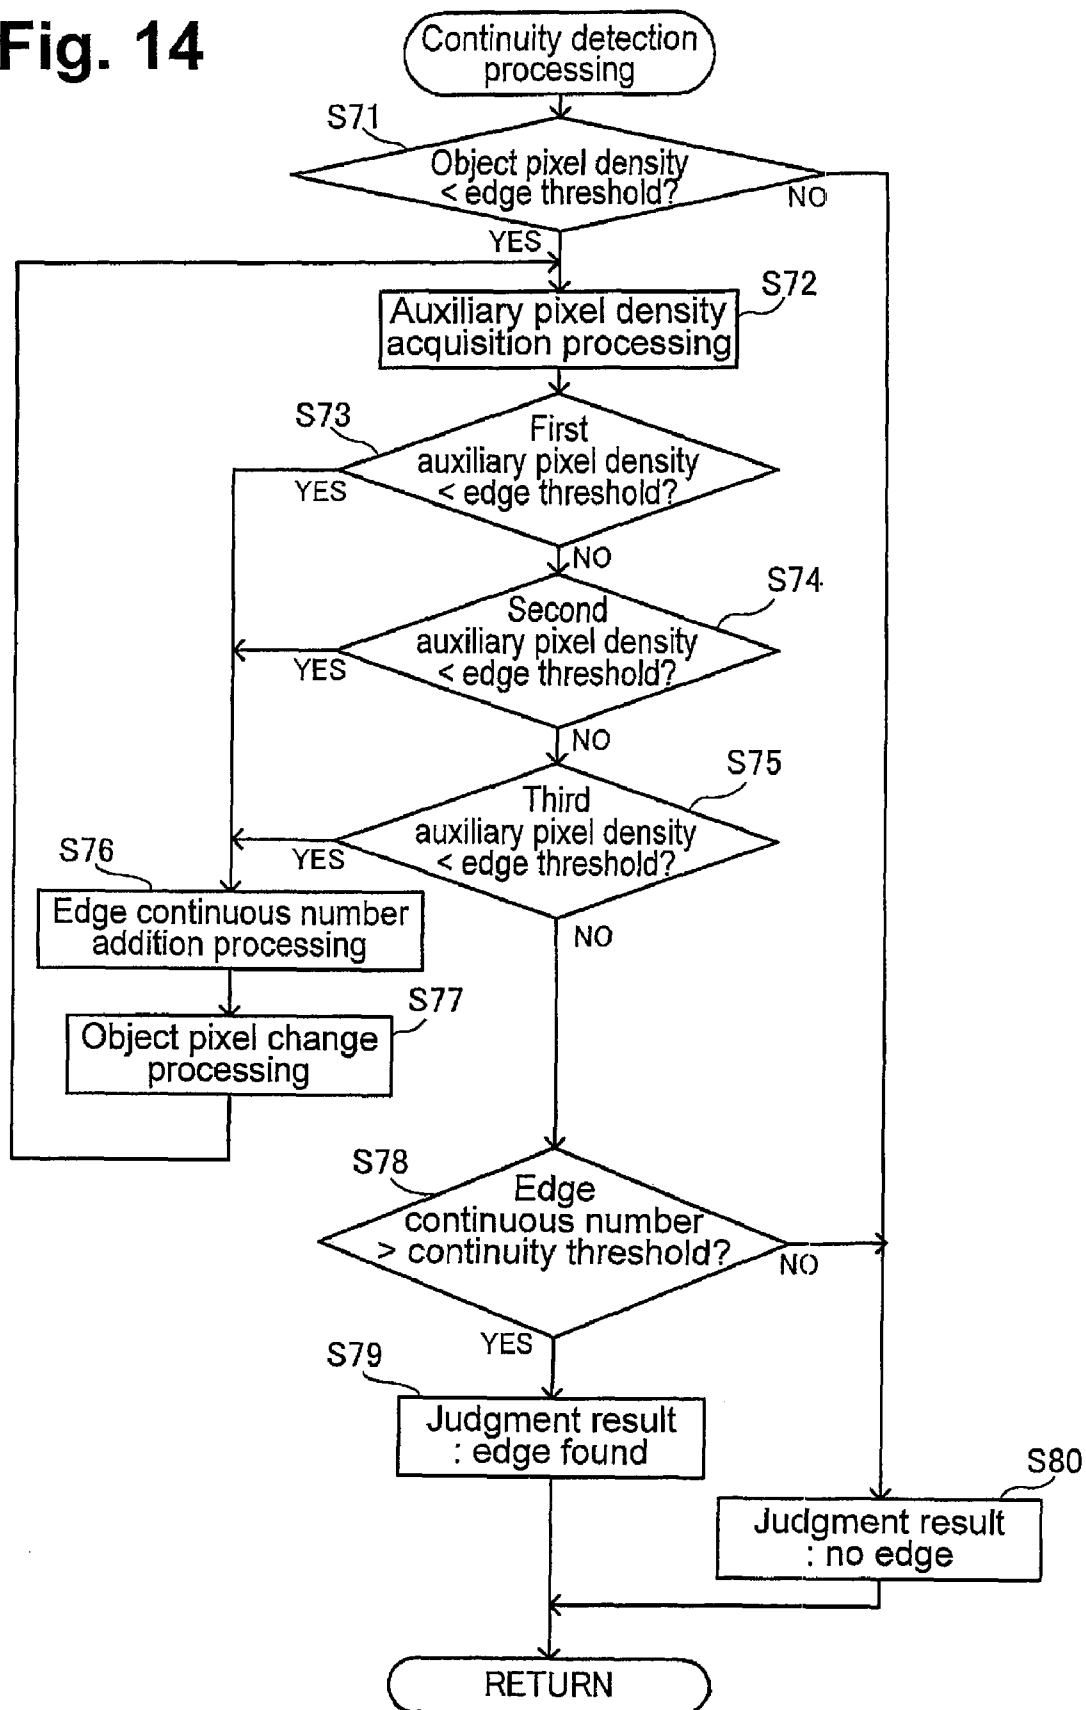 Fig. 14
Continuity detection
processing
S71
Object pixel density
< edge threshold?
NO
YES
S72
Auxiliary pixel density
acquisition processing
S73
First
auxiliary pixel density
< edge threshold?
YES
NO
S74
Second
auxiliary pixel density
< edge threshold?
YES
NO
S75
Third
auxiliary pixel density
< edge threshold?
YES
NO
S76
Edge continuous number
addition processing
S77
Object pixel change
processing
S78
Edge
continuous number
> continuity threshold?
NO
YES
S79
Judgment result
: edge found
S80
Judgment result
: no edge
RETURN